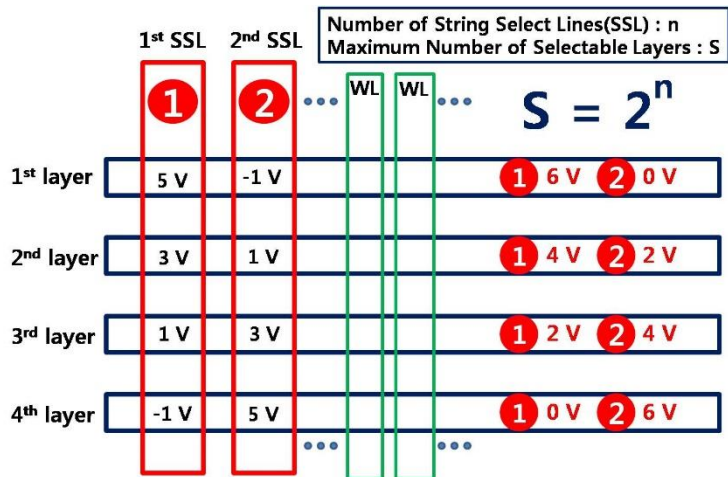 Number of String Select Lines(SSL) : n
Maximum Number of Selectable Layers : S
1st SSL 2nd SSL
1 2 ••• WL WL ••• S = 2^n
1st layer 5 V -1 V 1 6 V 2 0 V
2nd layer 3 V 1 V 1 4 V 2 2 V
3rd layer 1 V 3 V 1 2 V 2 4 V
4th layer -1 V 5 V 1 0 V 2 6 V
••• •••